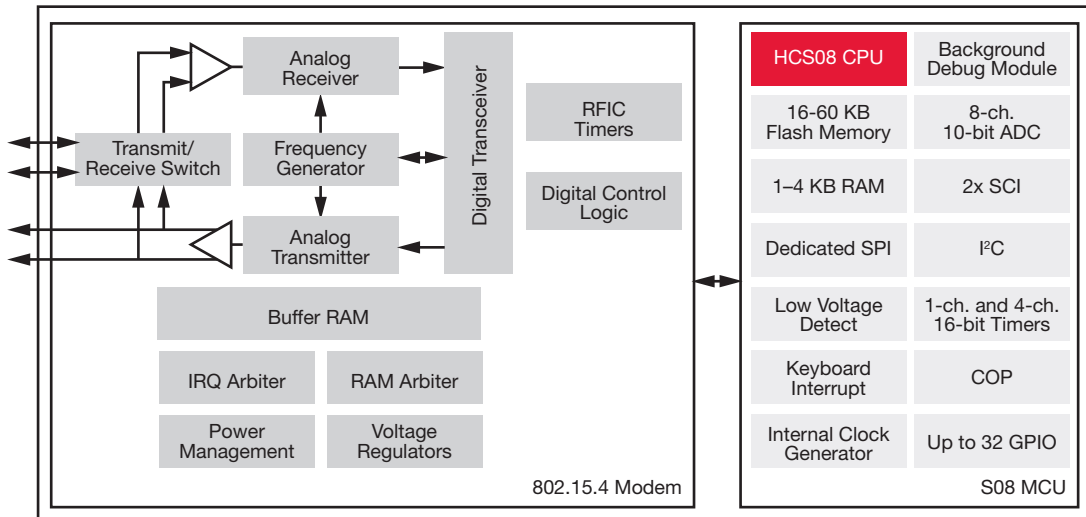 Analog
Receiver
Transmit/
Receive Switch
Frequency
Generator
Analog
Transmitter
Digital Transceiver
RFIC
Timers
Digital Control
Logic
Buffer RAM
IRQ Arbiter
RAM Arbiter
Power
Management
Voltage
Regulators
802.15.4 Modem
HCS08 CPU
Background
Debug Module
16-60 KB
Flash Memory
8-ch.
10-bit ADC
1–4 KB RAM
2x SCI
Dedicated SPI
I²C
Low Voltage
Detect
1-ch. and 4-ch.
16-bit Timers
Keyboard
Interrupt
COP
Internal Clock
Generator
Up to 32 GPIO
S08 MCU